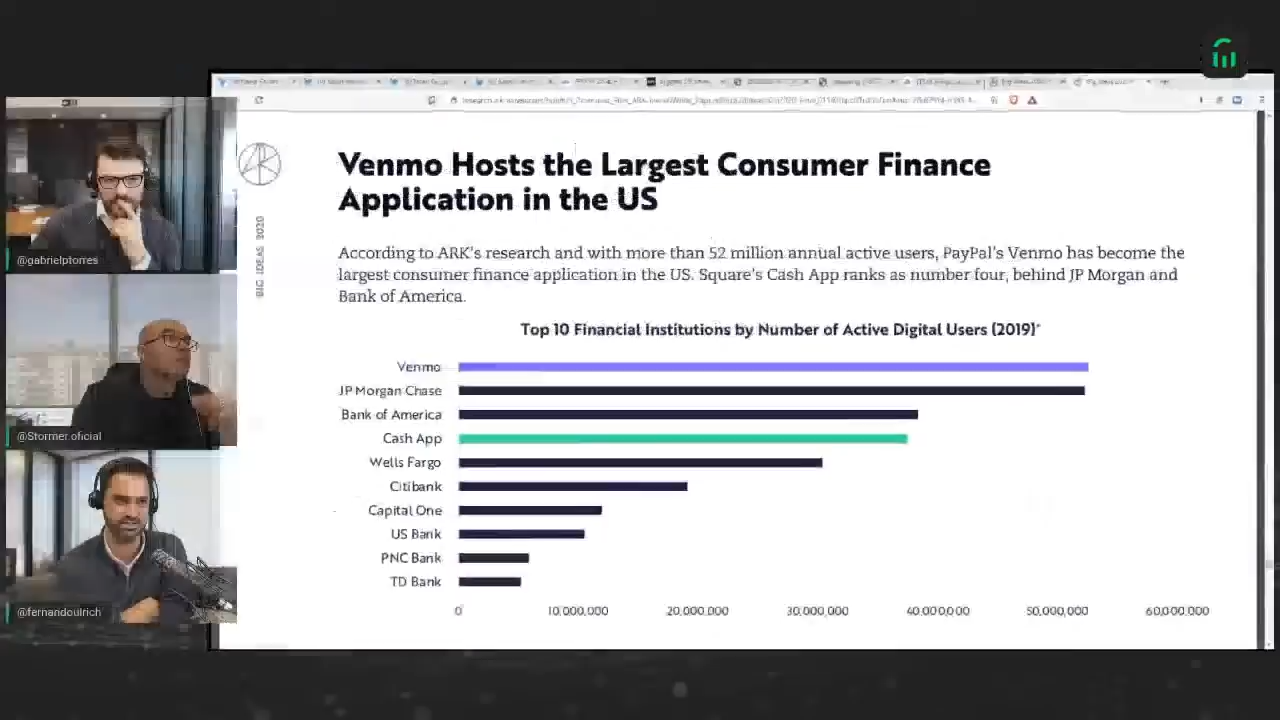 @gabrielptorres
@Stormer.oficial
@fernandoulrich
ARK
BIG IDEAS 2020
Venmo Hosts the Largest Consumer Finance
Application in the US
According to ARK's research and with more than 52 million annual active users, PayPal's Venmo has become the
largest consumer finance application in the US. Square's Cash App ranks as number four, behind JP Morgan and
Bank of America.
Top 10 Financial Institutions by Number of Active Digital Users (2019)*
Venmo
JP Morgan Chase
Bank of America
Cash App
Wells Fargo
Citibank
Capital One
US Bank
PNC Bank
TD Bank
0 10,000,000 20,000,000 30,000,000 40,000,000 50,000,000 60,000,000